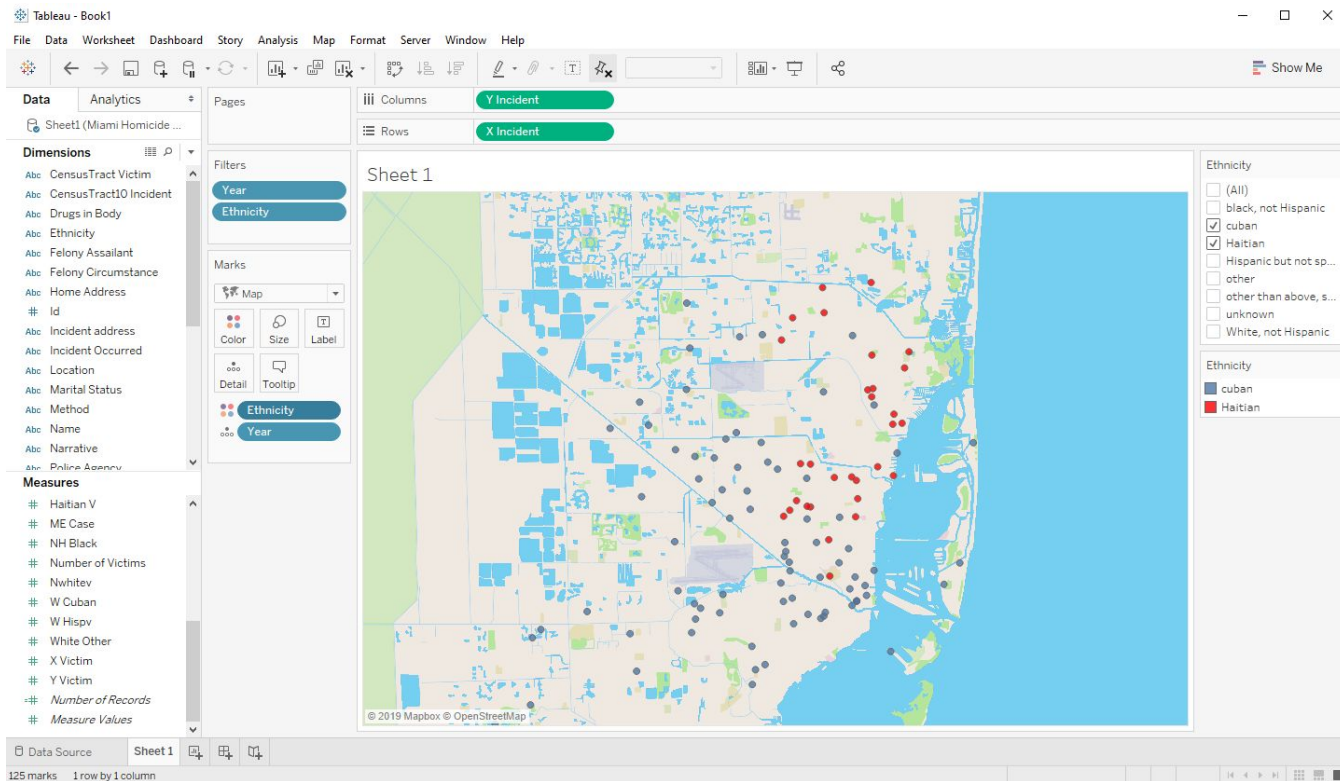 Tableau - Book1
File Data Worksheet Dashboard Story Analysis Map Format Server Window Help
Show Me
Data Analytics
Sheet1 (Miami Homicide ...
Dimensions
Abc CensusTract Victim
Abc CensusTract10 Incident
Abc Drugs in Body
Abc Ethnicity
Abc Felony Assailant
Abc Felony Circumstance
Abc Home Address
# Id
Abc Incident address
Abc Incident Occurred
Abc Location
Abc Marital Status
Abc Method
Abc Name
Abc Narrative
Abc Police Agency
Measures
# Haitian V
# ME Case
# NH Black
# Number of Victims
# Nwhitev
# W Cuban
# W Hispv
# White Other
# X Victim
# Y Victim
=# Number of Records
# Measure Values
Pages
Filters
Year
Ethnicity
Marks
Map
Color Size Label
Detail Tooltip
Ethnicity
Year
Columns Y Incident
Rows X Incident
Sheet 1
© 2019 Mapbox © OpenStreetMap
Ethnicity
(All)
black, not Hispanic
cuban
Haitian
Hispanic but not sp...
other
other than above, s...
unknown
White, not Hispanic
Ethnicity
cuban
Haitian
Data Source Sheet 1
125 marks 1 row by 1 column